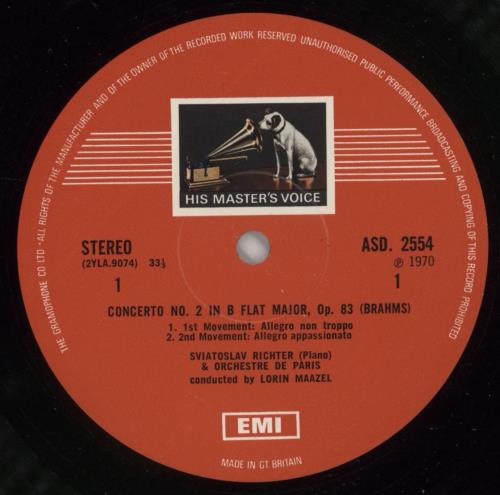 THE GRAMOPHONE CO LTD · ALL RIGHTS OF THE MANUFACTURER AND OF THE OWNER OF THE RECORDED WORK RESERVED UNAUTHORISED PUBLIC PERFORMANCE BROADCASTING AND COPYING OF THIS RECORD PROHIBITED
HIS MASTER'S VOICE
STEREO
(2YLA.9074) 33⅓
1
ASD. 2554
℗ 1970
1
CONCERTO NO. 2 IN B FLAT MAJOR, Op. 83 (BRAHMS)
1. 1st Movement: Allegro non troppo
2. 2nd Movement: Allegro appassionato
SVIATOSLAV RICHTER (Piano)
& ORCHESTRE DE PARIS
conducted by LORIN MAAZEL
EMI
MADE IN GT BRITAIN